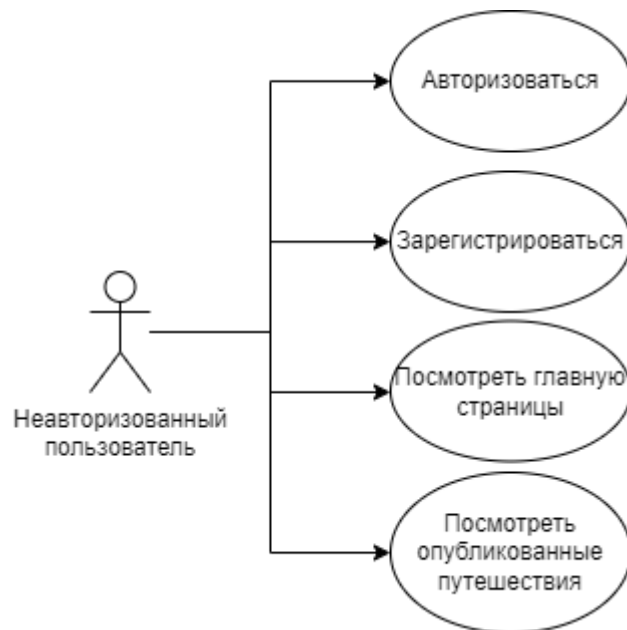 Авторизоваться
Зарегистрироваться
Неавторизованный
пользователь
Посмотреть главную
страницы
Посмотреть
опубликованные
путешествия